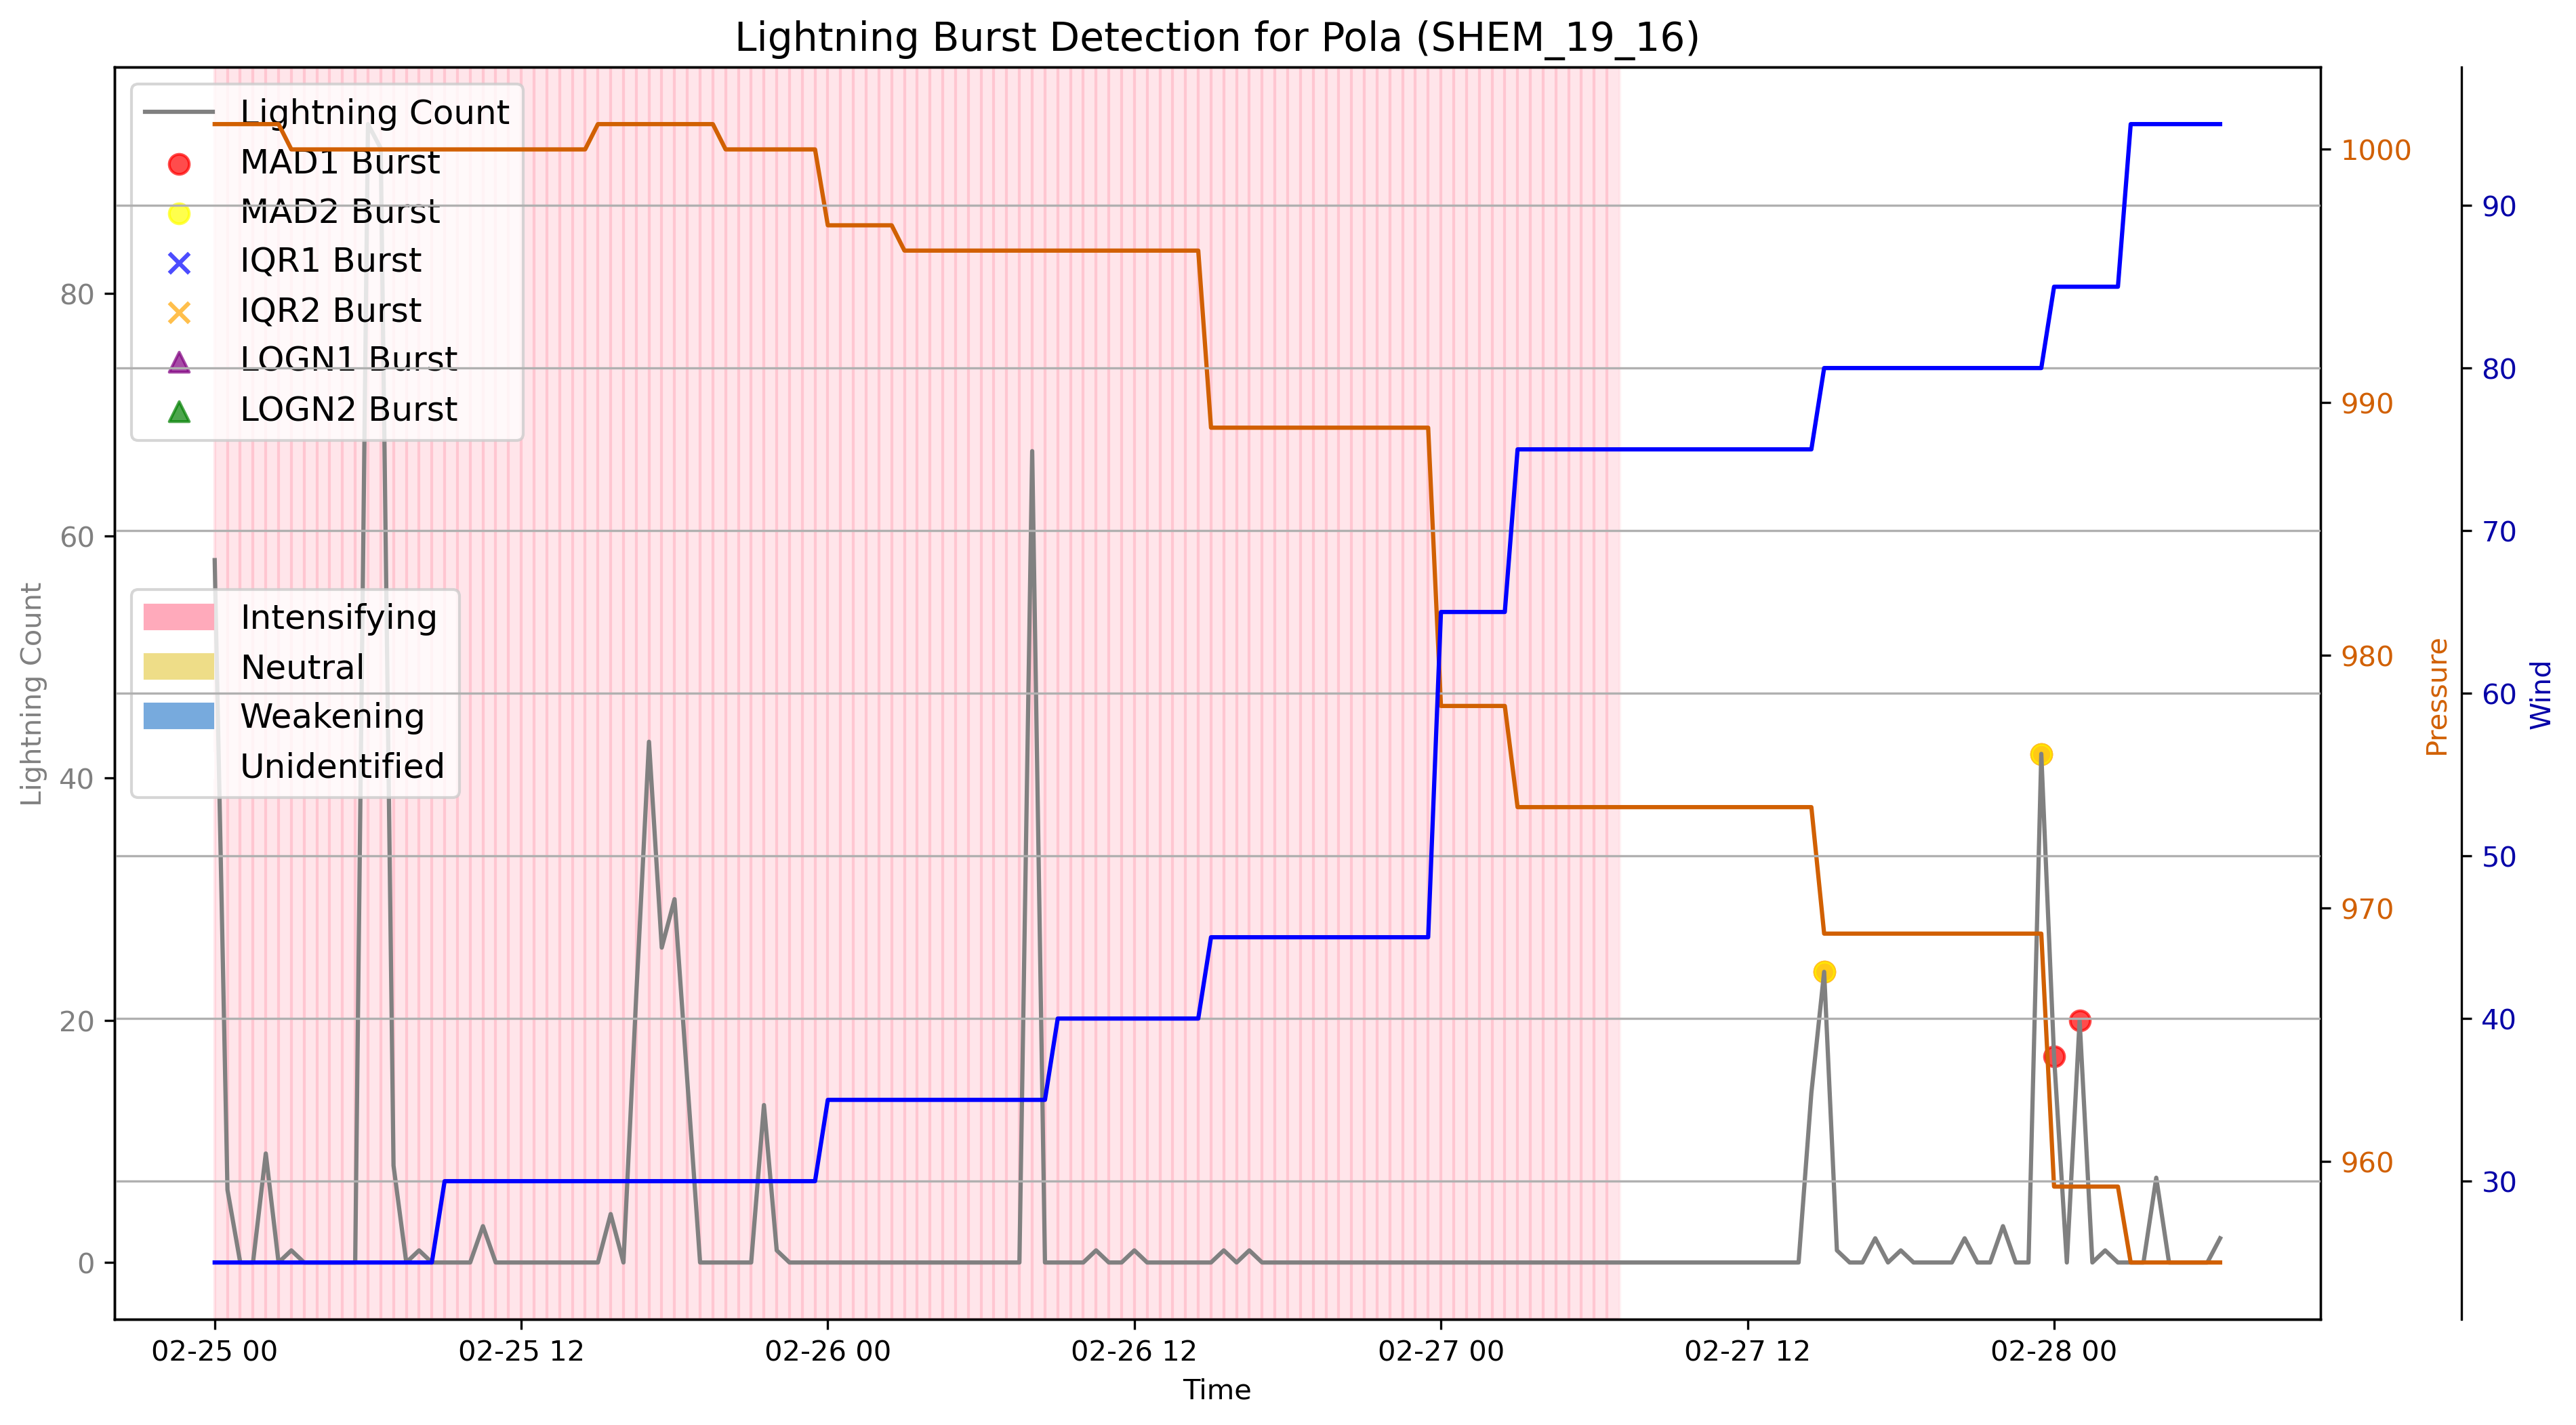 Lightning Burst Detection for Pola (SHEM_19_16)
Lightning Count
MAD1 Burst
MAD2 Burst
IQR1 Burst
IQR2 Burst
LOGN1 Burst
LOGN2 Burst
Intensifying
Neutral
Weakening
Unidentified
Lightning Count
80
60
40
20
0
1000
990
980
970
960
Pressure
90
80
70
60
50
40
30
Wind
02-25 00
02-25 12
02-26 00
02-26 12
02-27 00
02-27 12
02-28 00
Time